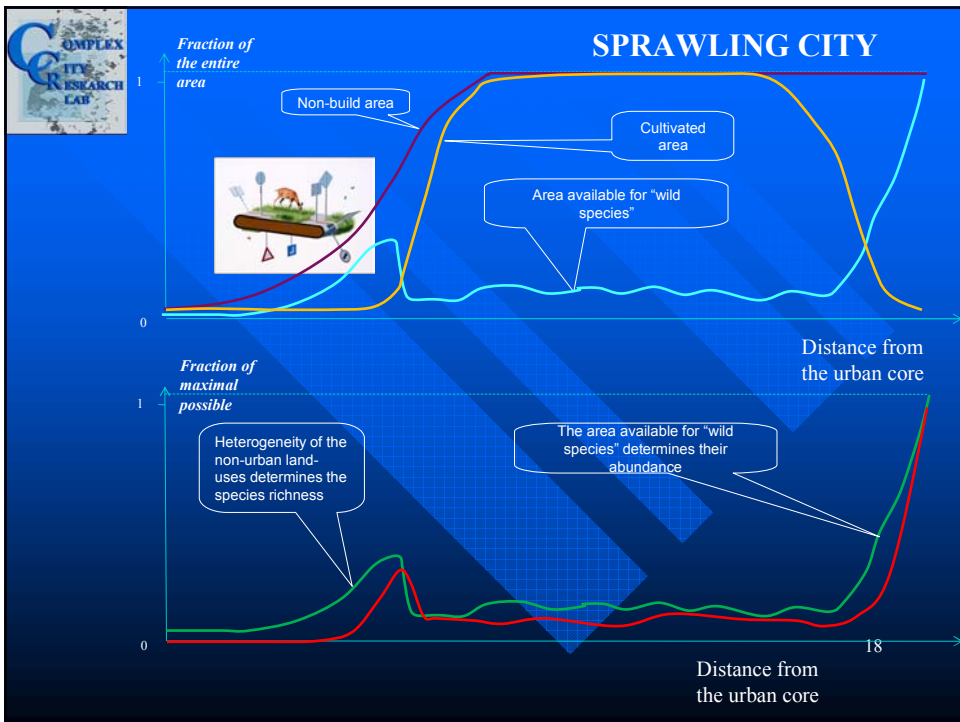 COMPLEX
CITY
RESEARCH
LAB
SPRAWLING CITY
Fraction of
the entire
area
1
Non-build area
Cultivated
area
Area available for “wild
species”
0
Distance from
the urban core
Fraction of
maximal
possible
1
Heterogeneity of the
non-urban land-
uses determines the
species richness
The area available for “wild
species” determines their
abundance
0
18
Distance from
the urban core